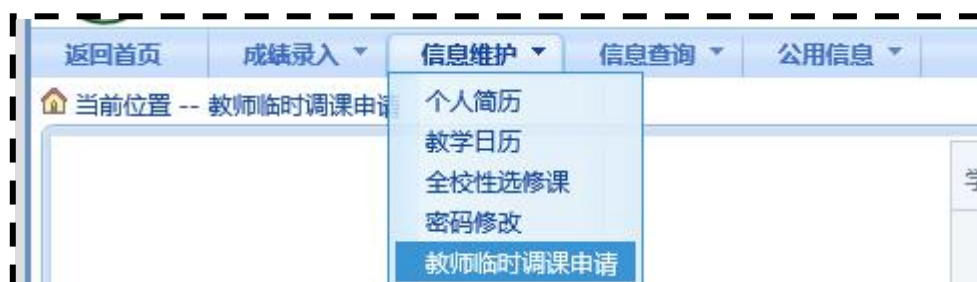 返回首页 成绩录入 信息维护 信息查询 公用信息
当前位置 -- 教师临时调课申请
个人简历
教学日历
全校性选修课
密码修改
教师临时调课申请